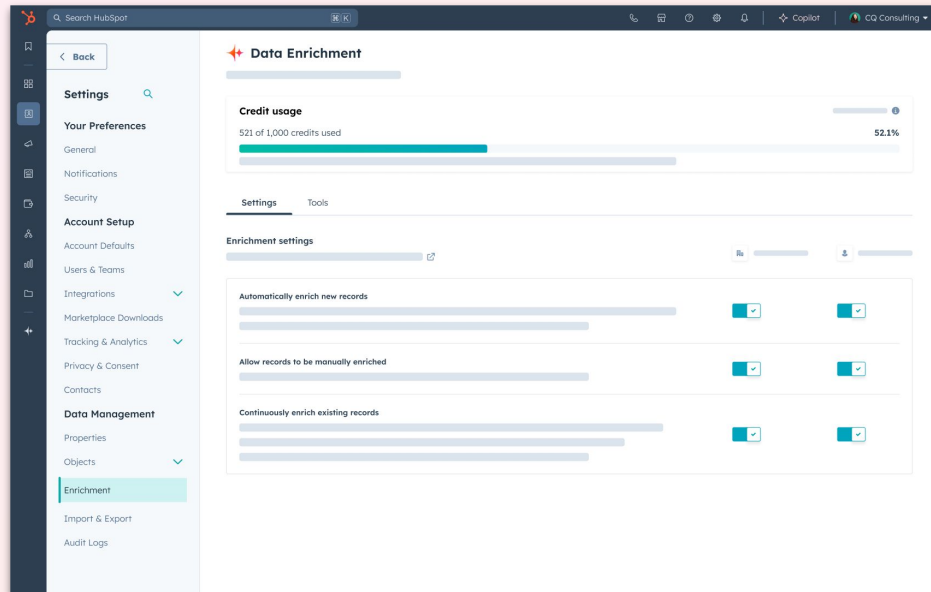 Search HubSpot
⌘ K
Copilot
CQ Consulting
Back
Settings
Your Preferences
General
Notifications
Security
Account Setup
Account Defaults
Users & Teams
Integrations
Marketplace Downloads
Tracking & Analytics
Privacy & Consent
Contacts
Data Management
Properties
Objects
Enrichment
Import & Export
Audit Logs
Data Enrichment
Credit usage
521 of 1,000 credits used
52.1%
Settings
Tools
Enrichment settings
Automatically enrich new records
Allow records to be manually enriched
Continuously enrich existing records